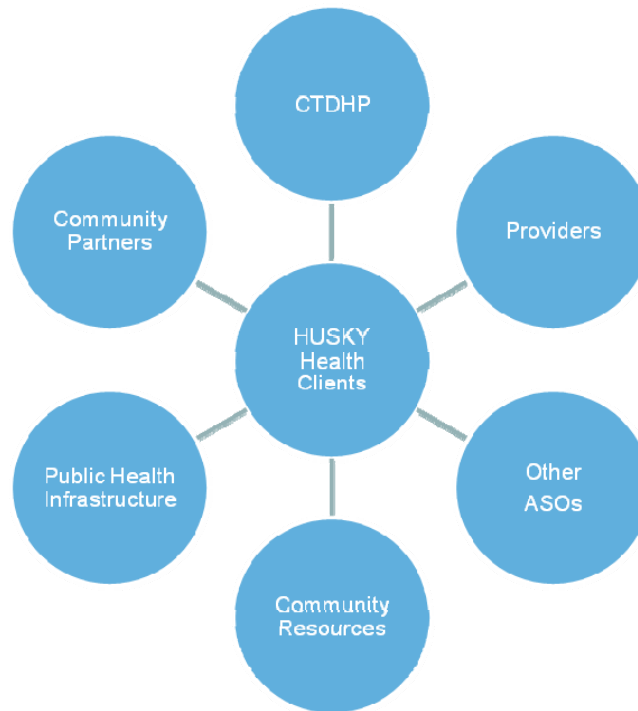 CTDHP
Community
Partners
Providers
HUSKY
Health
Clients
Public Health
Infrastructure
Other
ASOs
Community
Resources